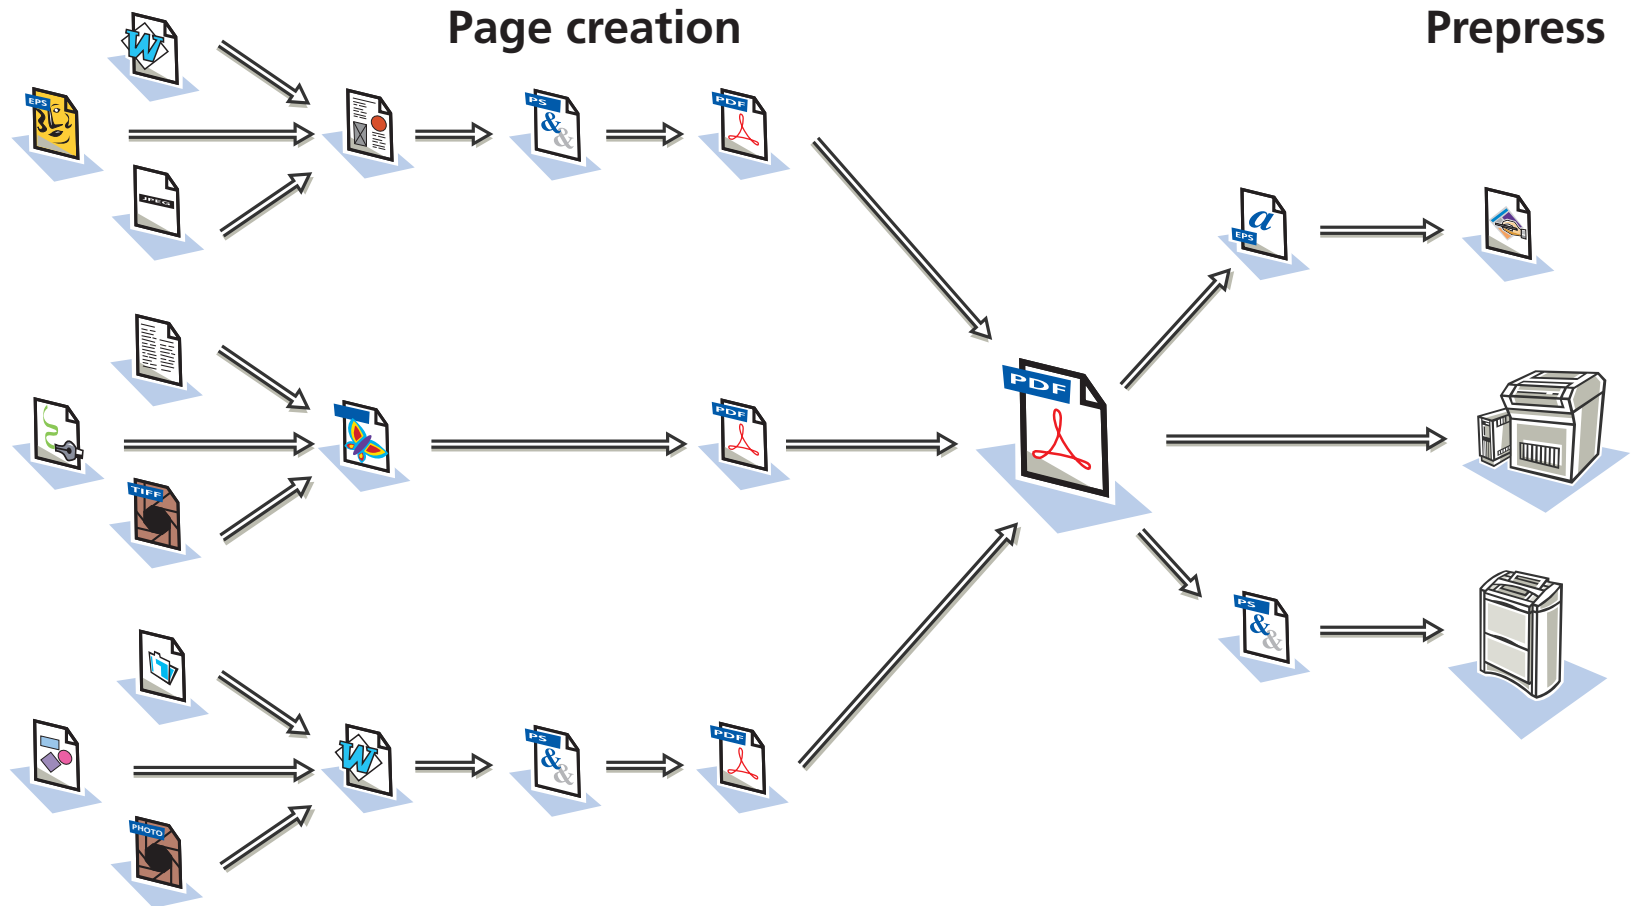 Page creation
Prepress
W
EPS
JPEG
PS
&&
PDF
a
EPS
PDF
TIFF
PDF
PS
&&
W
PS
&&
PDF
PHOTO